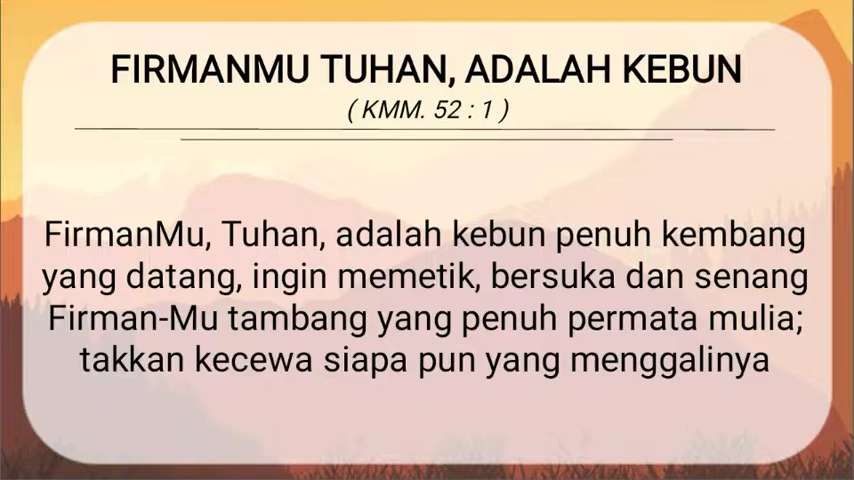 FIRMANMU TUHAN, ADALAH KEBUN
( KMM. 52 : 1 )
FirmanMu, Tuhan, adalah kebun penuh kembang
yang datang, ingin memetik, bersuka dan senang
Firman-Mu tambang yang penuh permata mulia;
takkan kecewa siapa pun yang menggalinya